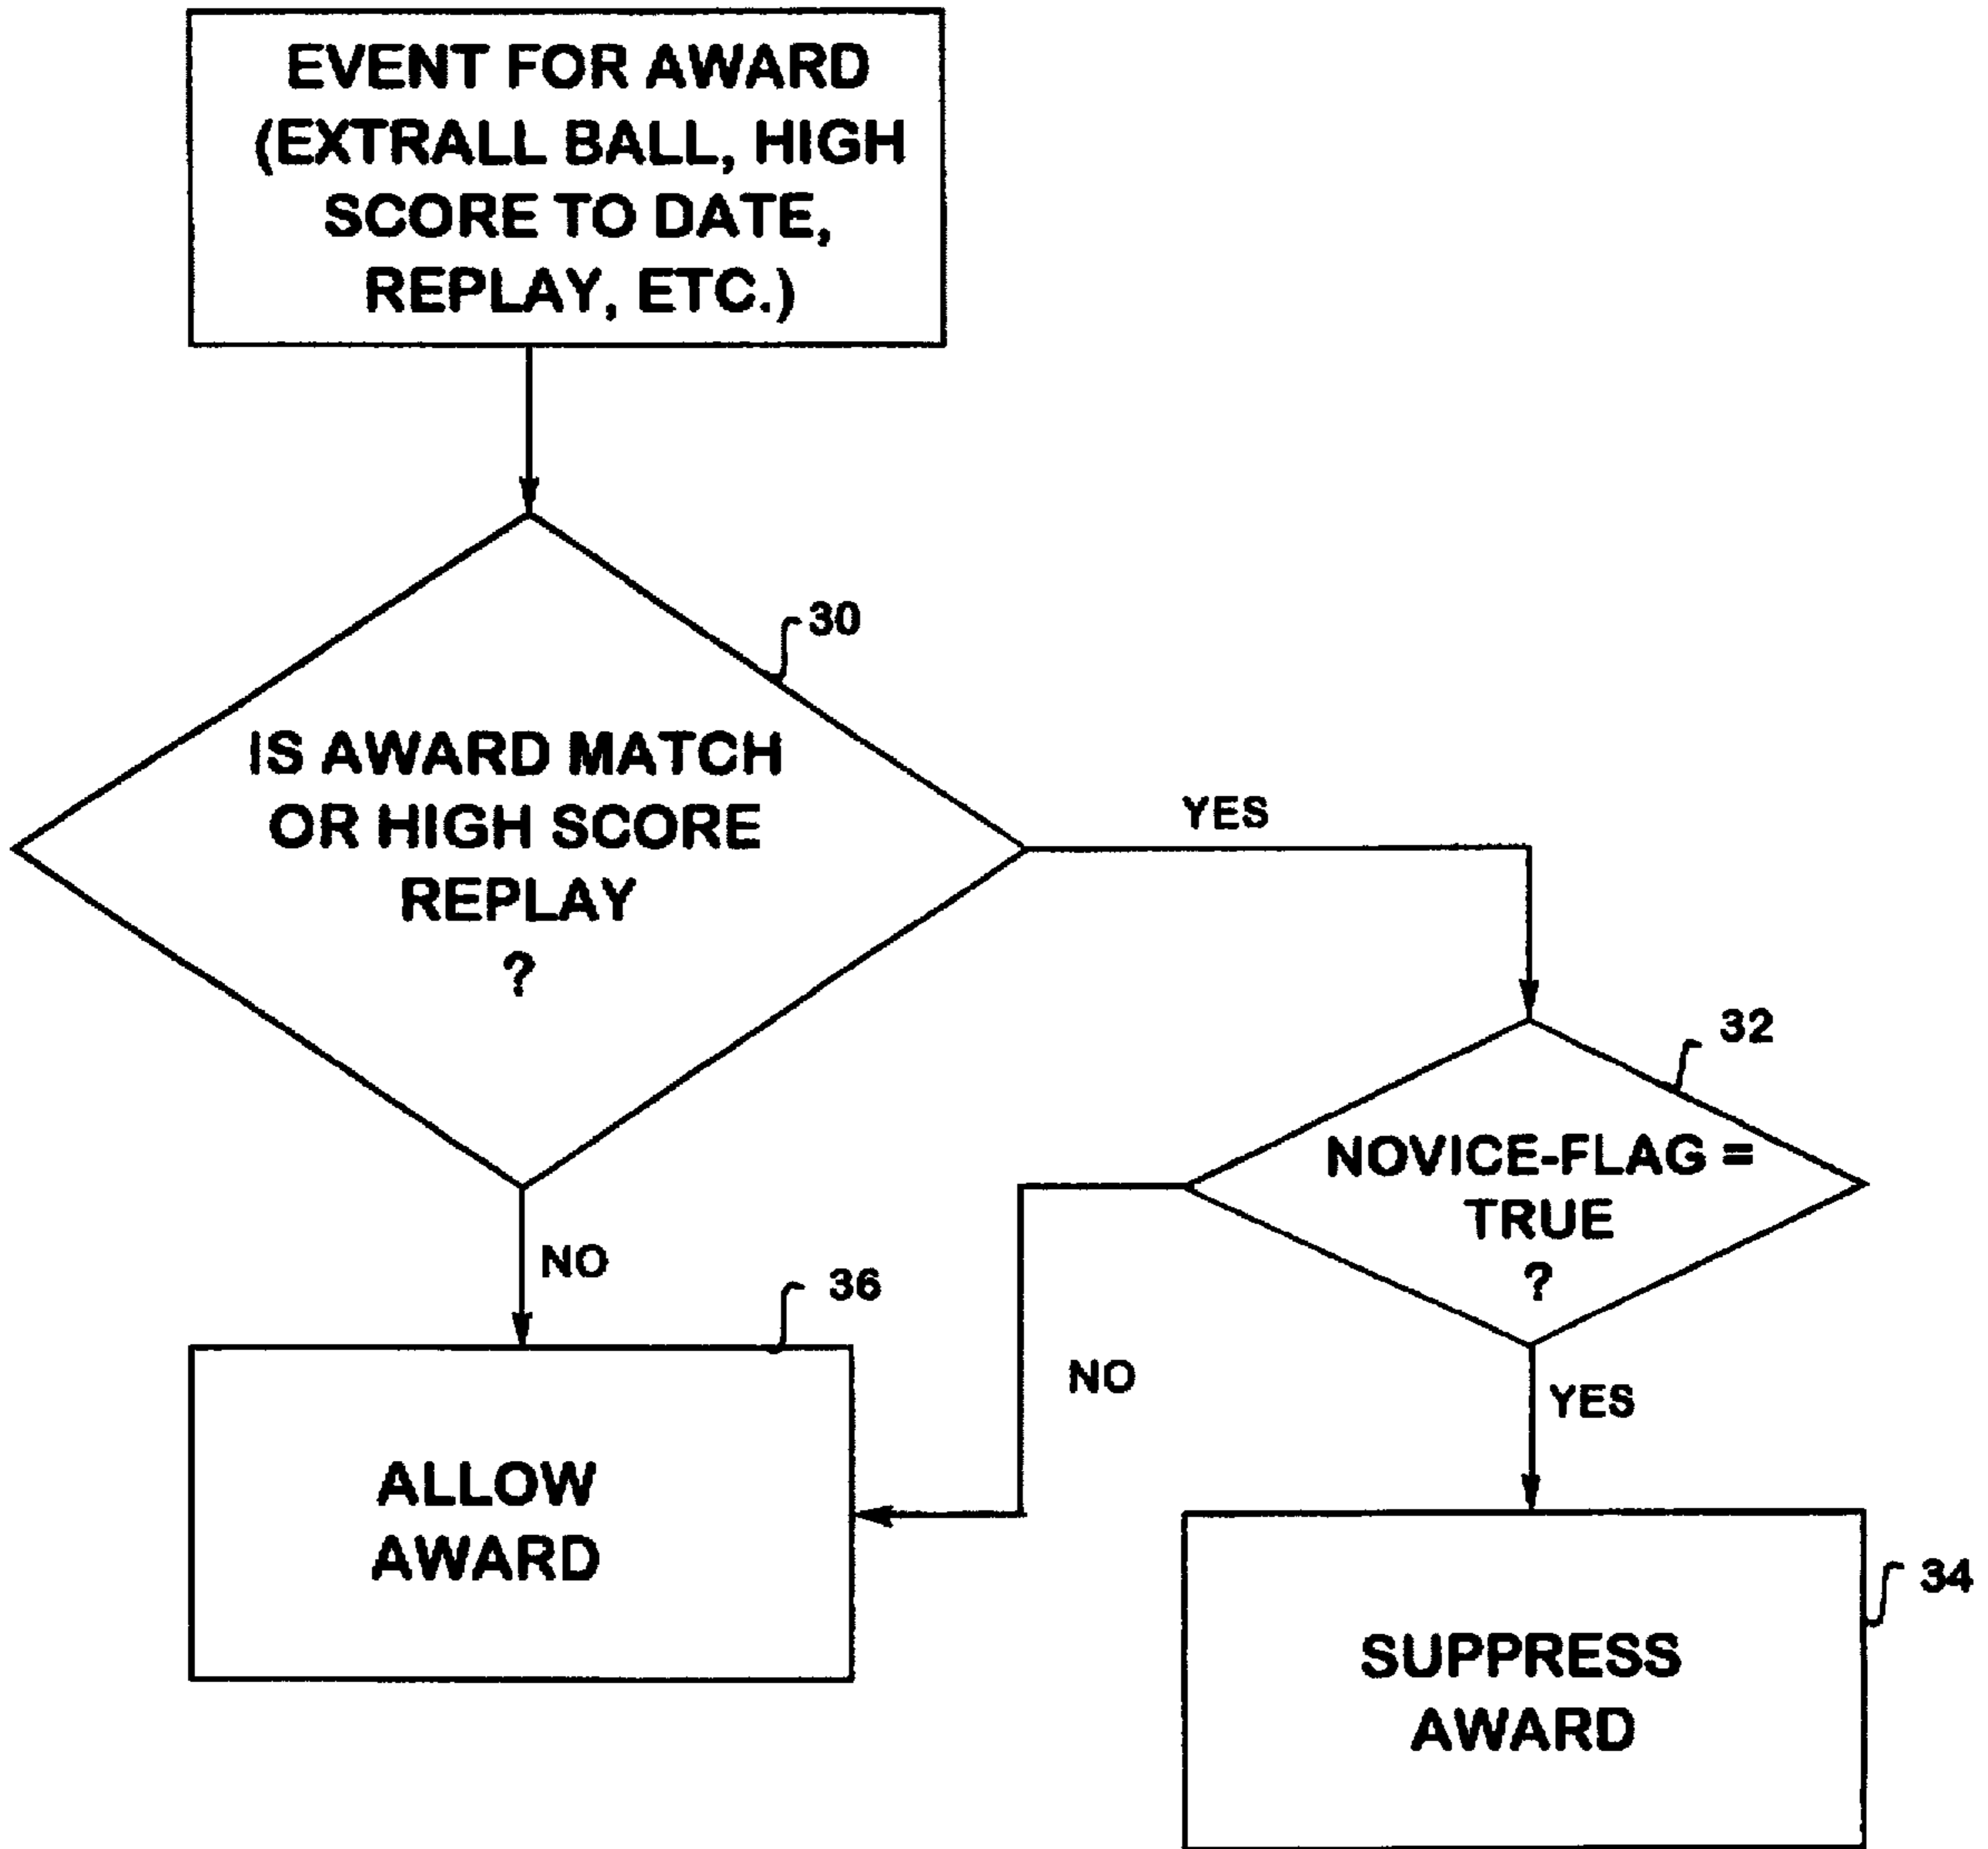 EVENT FOR AWARD
(EXTRALL BALL, HIGH
SCORE TO DATE,
REPLAY, ETC.)
30
IS AWARD MATCH
OR HIGH SCORE
REPLAY
?
YES
32
NOVICE-FLAG =
TRUE
?
NO
36
NO
YES
ALLOW
AWARD
34
SUPPRESS
AWARD